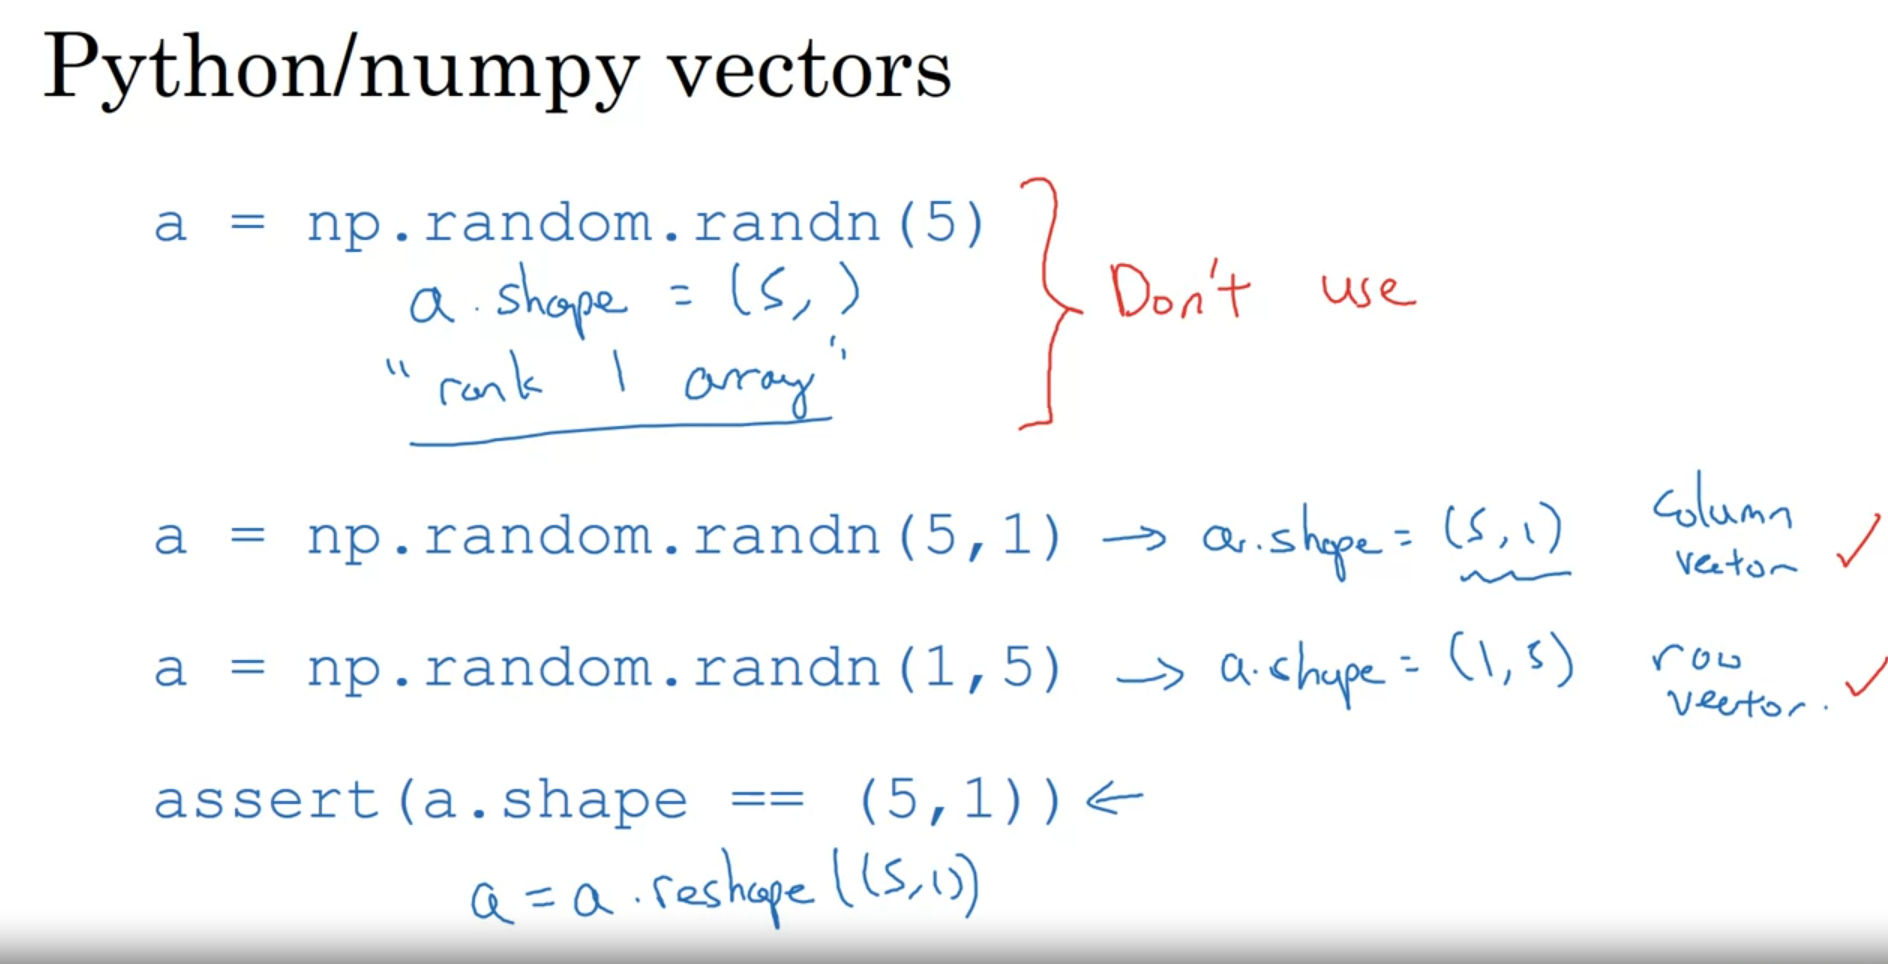 Python/numpy vectors
a = np.random.randn(5)
a.shape = (5,)
"rank 1 array"
Don't use
a = np.random.randn(5,1) → a.shape = (5,1) column vector ✓
a = np.random.randn(1,5) → a.shape = (1,5) row vector. ✓
assert(a.shape == (5,1)) ←
a = a.reshape((5,1))